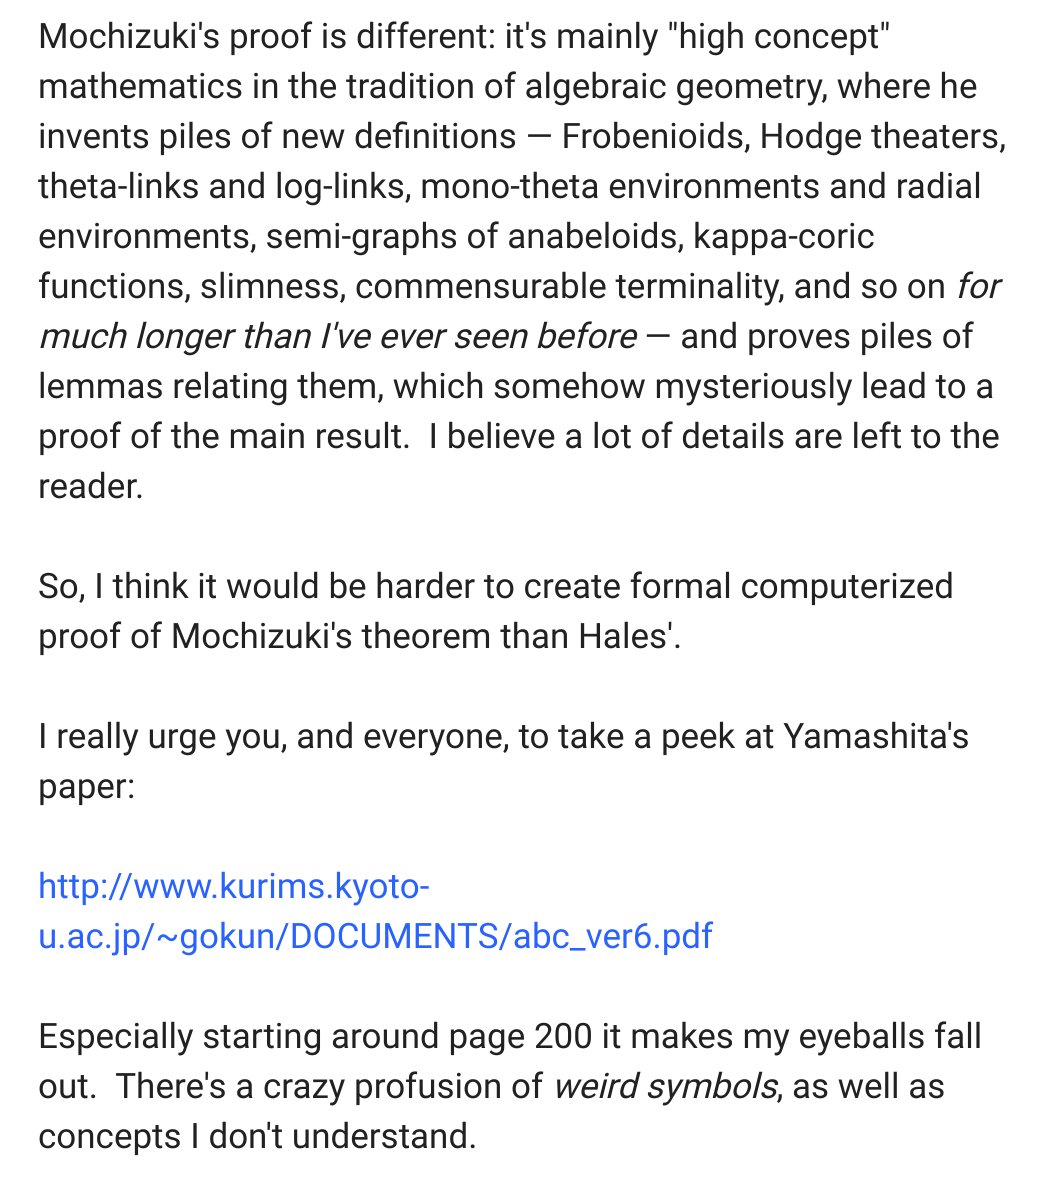 Mochizuki's proof is different: it's mainly "high concept"
mathematics in the tradition of algebraic geometry, where he
invents piles of new definitions — Frobenioids, Hodge theaters,
theta-links and log-links, mono-theta environments and radial
environments, semi-graphs of anabeloids, kappa-coric
functions, slimness, commensurable terminality, and so on for
much longer than I've ever seen before — and proves piles of
lemmas relating them, which somehow mysteriously lead to a
proof of the main result.  I believe a lot of details are left to the
reader.
So, I think it would be harder to create formal computerized
proof of Mochizuki's theorem than Hales'.
I really urge you, and everyone, to take a peek at Yamashita's
paper:
http://www.kurims.kyoto-
u.ac.jp/~gokun/DOCUMENTS/abc_ver6.pdf
Especially starting around page 200 it makes my eyeballs fall
out.  There's a crazy profusion of weird symbols, as well as
concepts I don't understand.